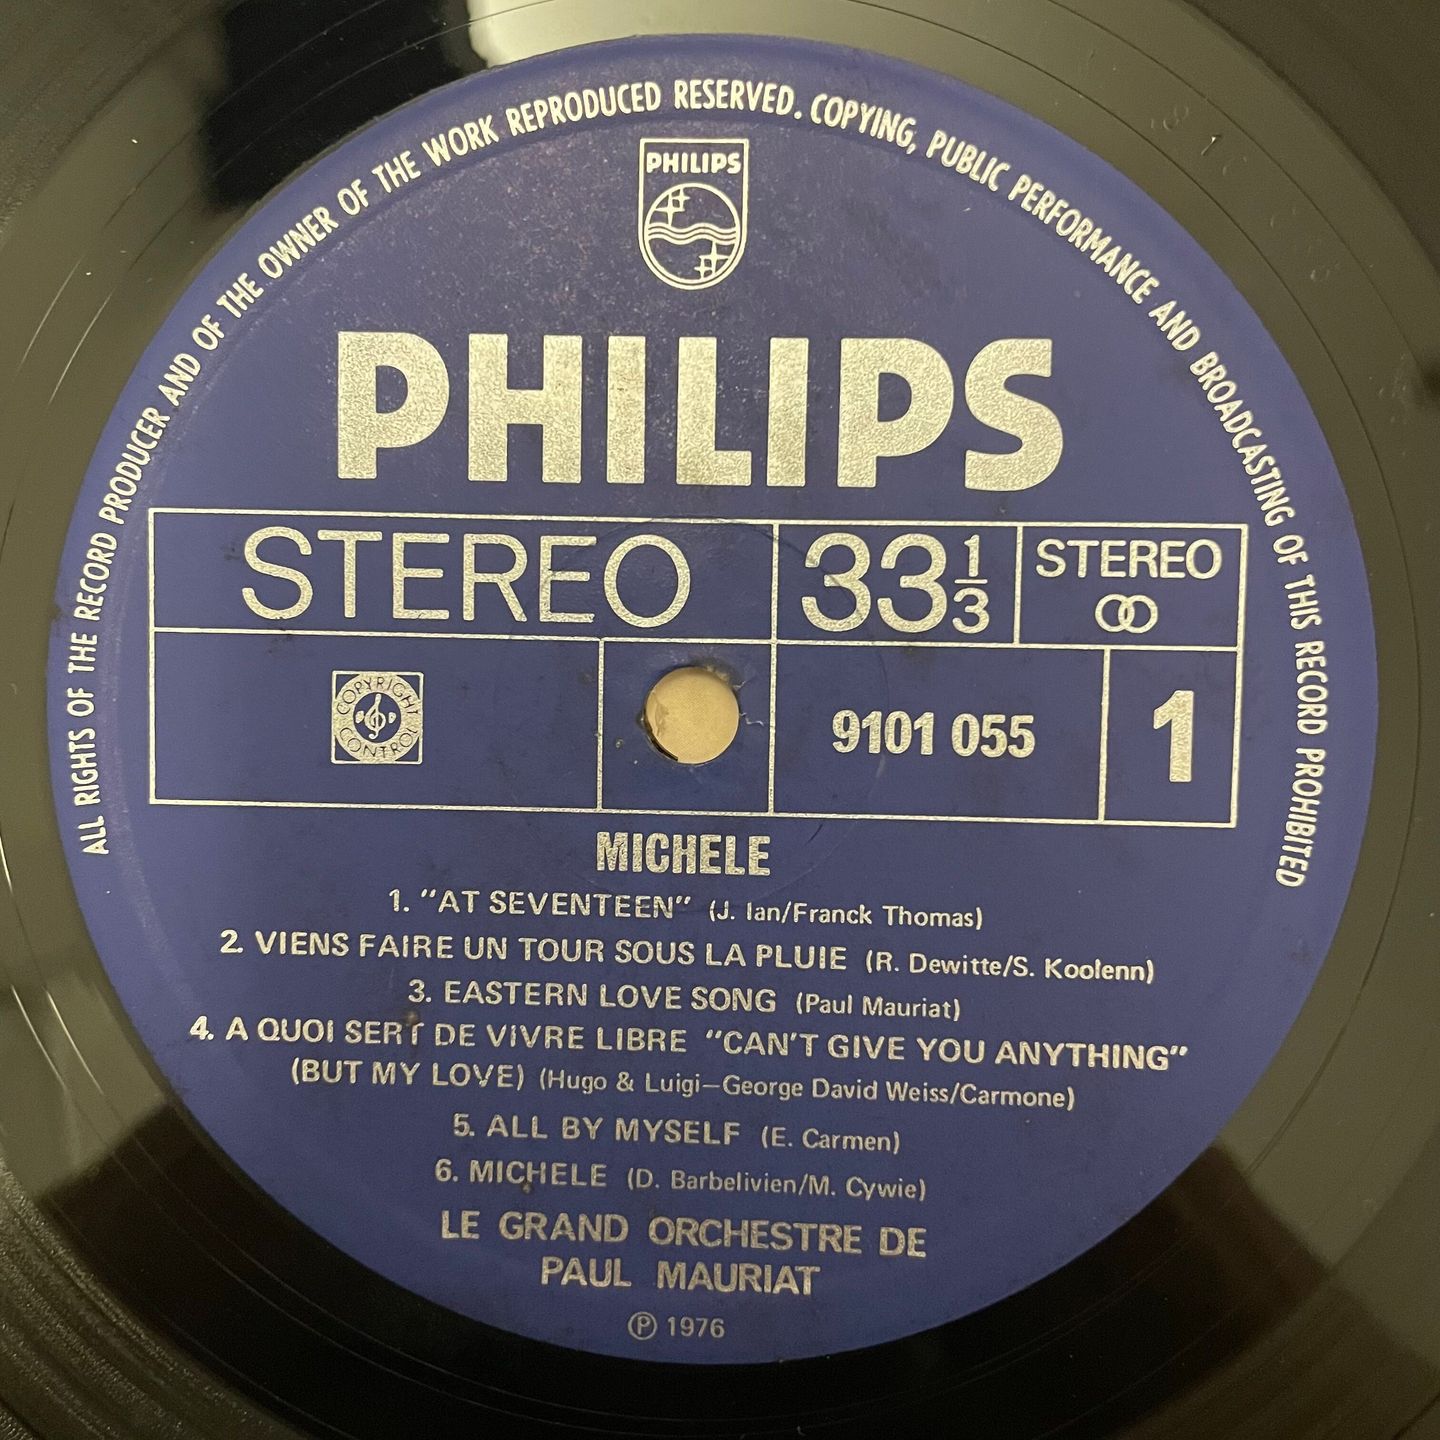 ALL RIGHTS OF THE RECORD PRODUCER AND OF THE OWNER OF THE WORK REPRODUCED RESERVED. COPYING, PUBLIC PERFORMANCE AND BROADCASTING OF THIS RECORD PROHIBITED
PHILIPS
PHILIPS
STEREO 33 1/3 STEREO
COPYRIGHT CONTROL
9101 055 1
MICHELE
1. "AT SEVENTEEN" (J. Ian/Franck Thomas)
2. VIENS FAIRE UN TOUR SOUS LA PLUIE (R. Dewitte/S. Koolenn)
3. EASTERN LOVE SONG (Paul Mauriat)
4. A QUOI SERT DE VIVRE LIBRE "CAN'T GIVE YOU ANYTHING"
(BUT MY LOVE) (Hugo & Luigi–George David Weiss/Carmone)
5. ALL BY MYSELF (E. Carmen)
6. MICHELE (D. Barbelivien/M. Cywie)
LE GRAND ORCHESTRE DE
PAUL MAURIAT
Ⓟ 1976